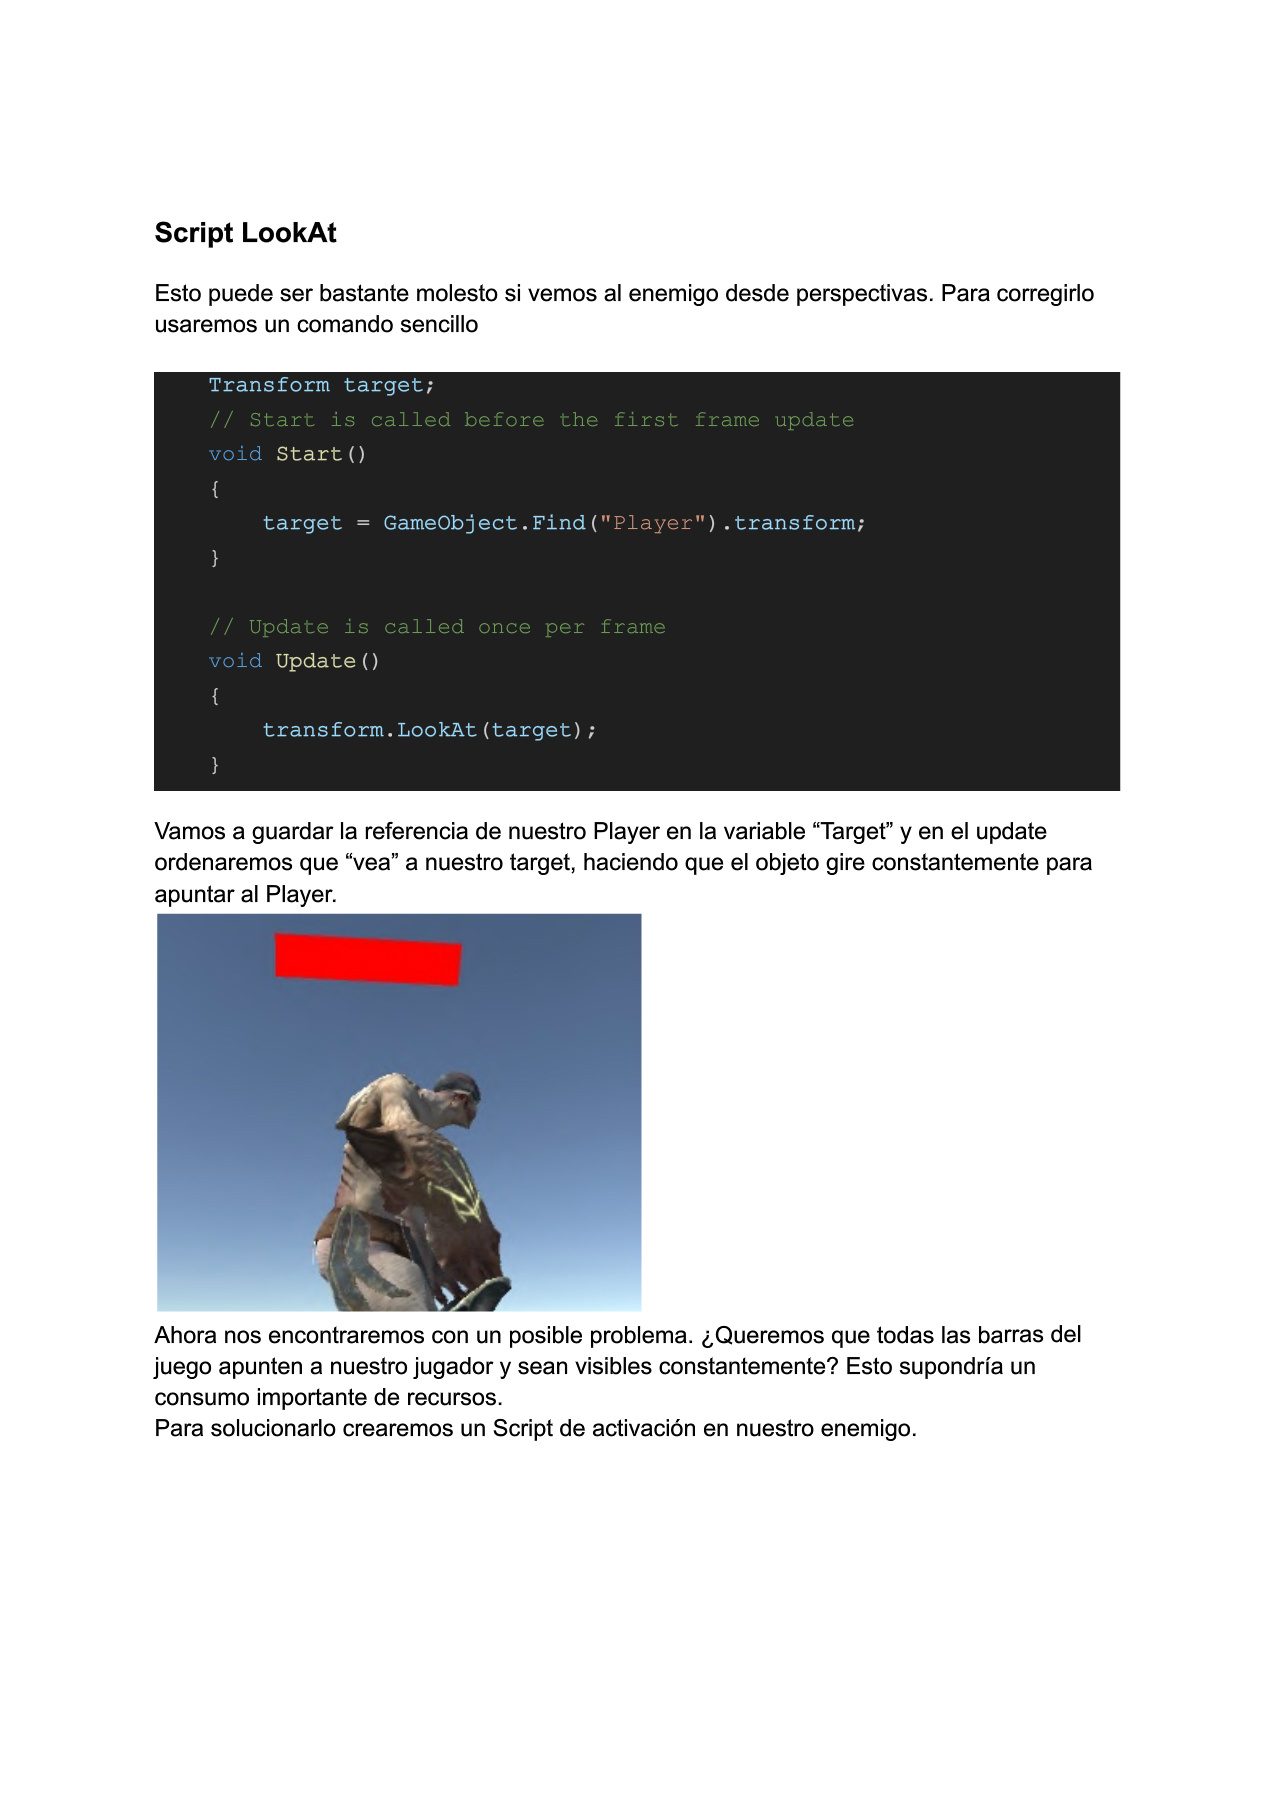 Script LookAt
Esto puede ser bastante molesto si vemos al enemigo desde perspectivas. Para corregirlo
usaremos un comando sencillo
Transform target;
// Start is called before the first frame update
void Start()
{
target = GameObject.Find("Player").transform;
}
// Update is called once per frame
void Update()
{
transform.LookAt(target);
}
Vamos a guardar la referencia de nuestro Player en la variable “Target” y en el update
ordenaremos que “vea” a nuestro target, haciendo que el objeto gire constantemente para
apuntar al Player.
Ahora nos encontraremos con un posible problema. ¿Queremos que todas las barras del
juego apunten a nuestro jugador y sean visibles constantemente? Esto supondría un
consumo importante de recursos.
Para solucionarlo crearemos un Script de activación en nuestro enemigo.